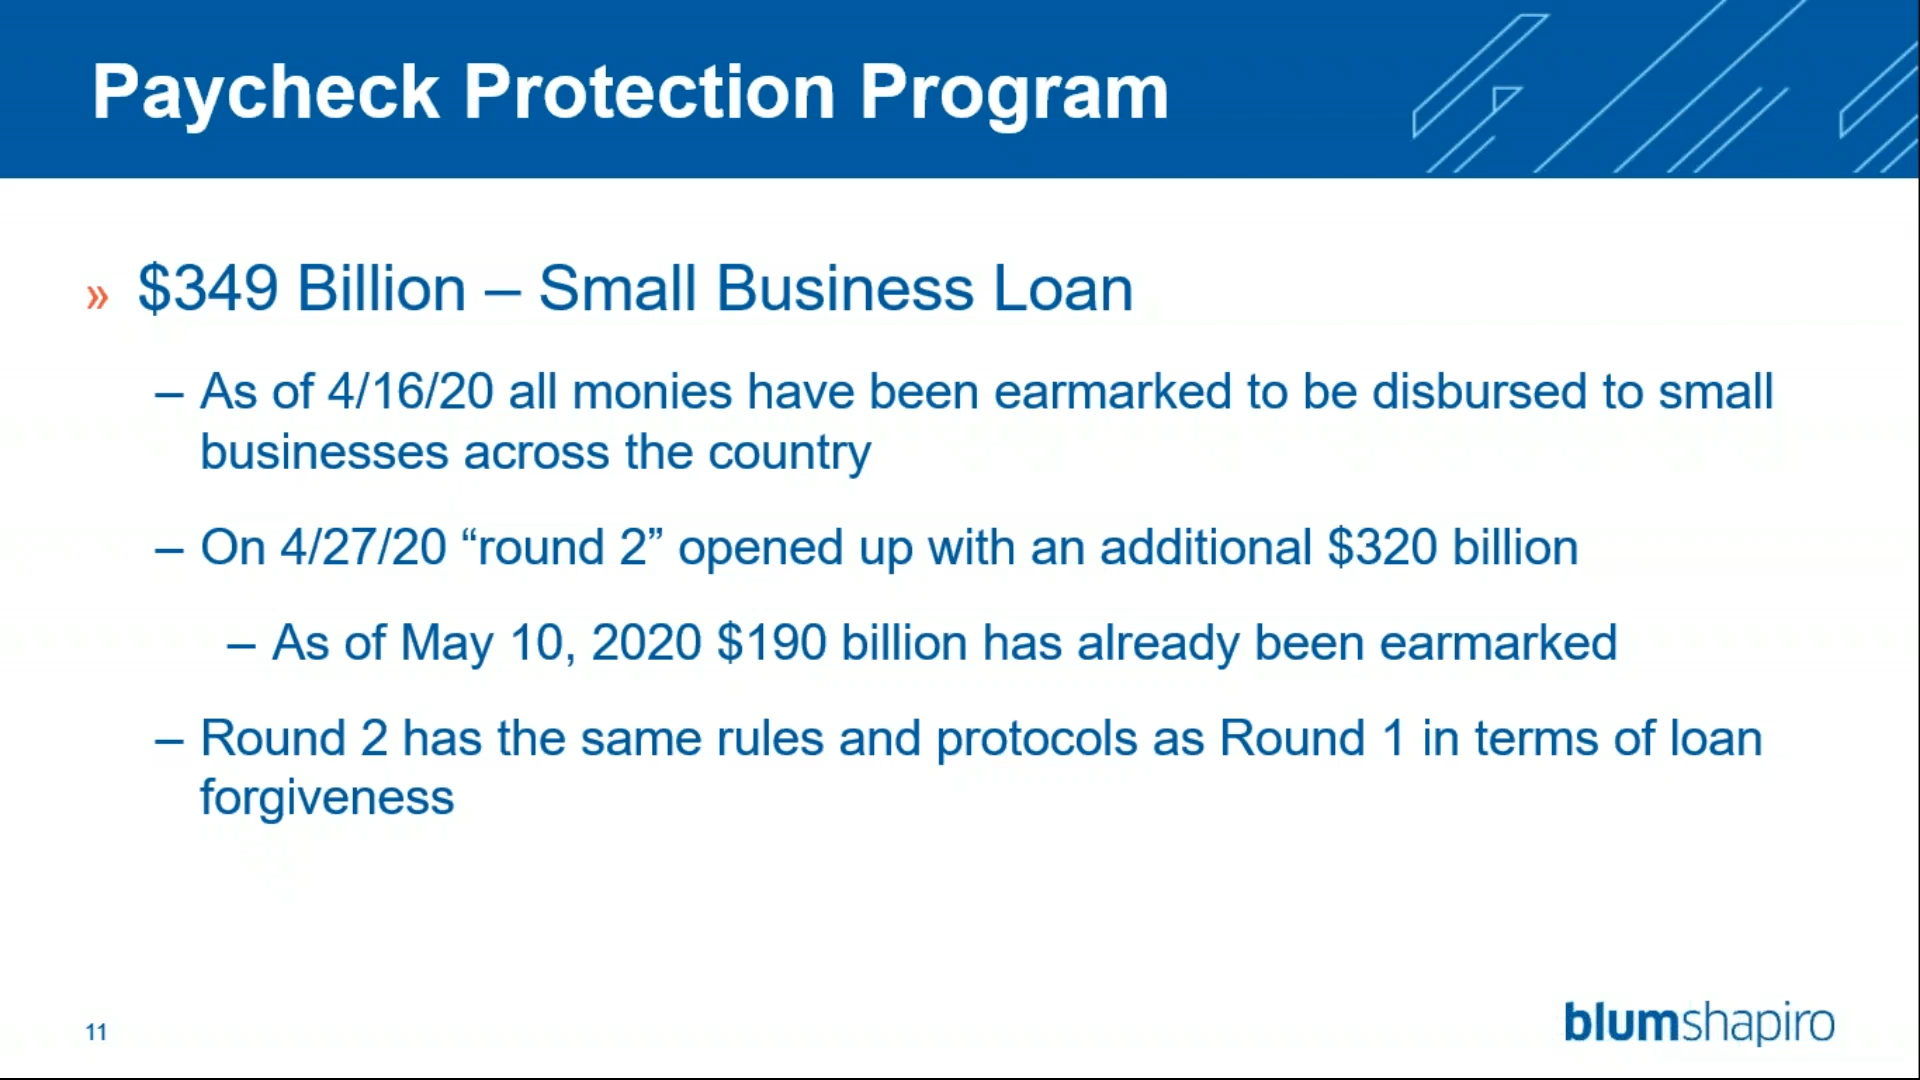 Paycheck Protection Program
» $349 Billion – Small Business Loan
– As of 4/16/20 all monies have been earmarked to be disbursed to small
businesses across the country
– On 4/27/20 “round 2” opened up with an additional $320 billion
– As of May 10, 2020 $190 billion has already been earmarked
– Round 2 has the same rules and protocols as Round 1 in terms of loan
forgiveness
11
blumshapiro